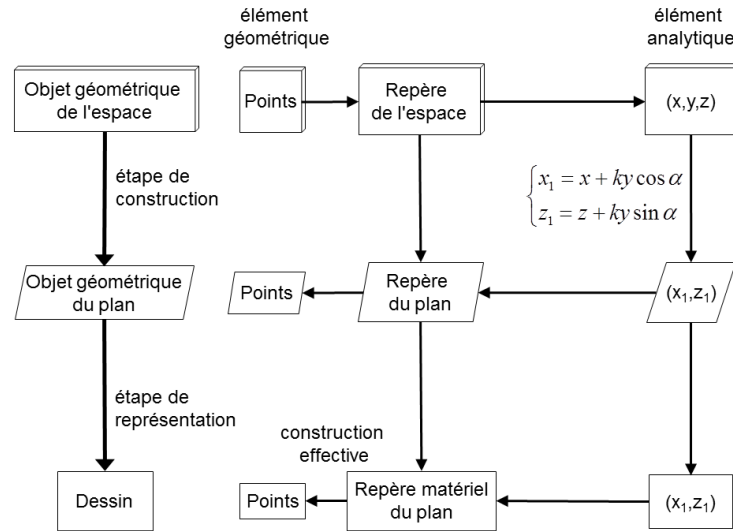 élément
géométrique
élément
analytique
Objet géométrique
de l'espace
Points
Repère
de l'espace
(x,y,z)
étape de
construction
x₁ = x + ky cos α
z₁ = z + ky sin α
Objet géométrique
du plan
Points
Repère
du plan
(x₁,z₁)
étape de
représentation
construction
effective
Dessin
Points
Repère matériel
du plan
(x₁,z₁)